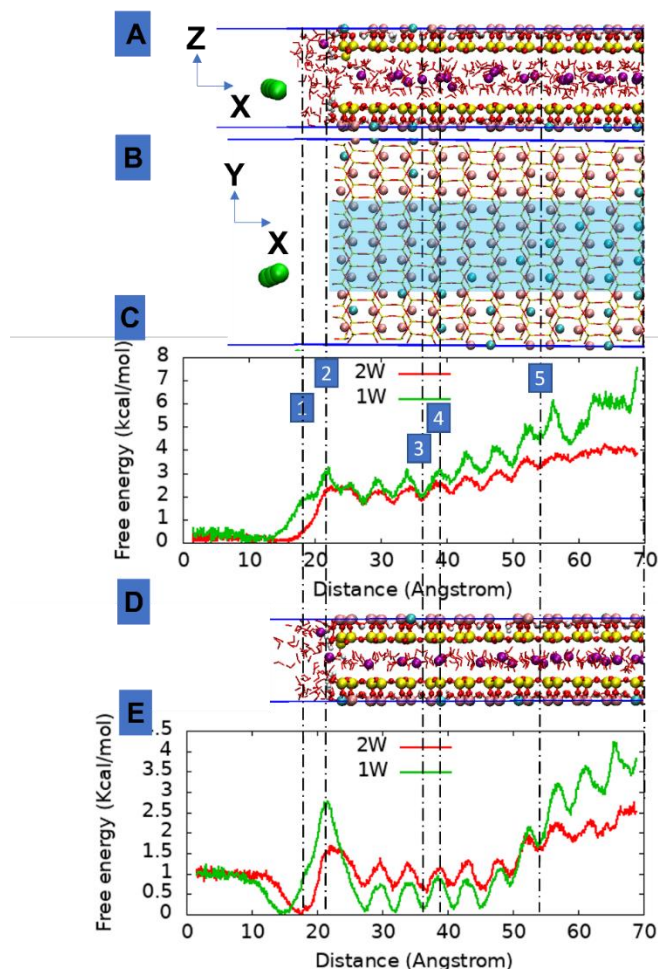 A
Z
X
B
Y
X
C
8
7
6
5
4
3
2
1
0
Free energy (kcal/mol)
2W
1W
1
2
3
4
5
0 10 20 30 40 50 60 70
Distance (Angstrom)
D
E
4.5
4
3.5
3
2.5
2
1.5
1
0.5
0
Free energy (Kcal/mol)
2W
1W
0 10 20 30 40 50 60 70
Distance (Angstrom)